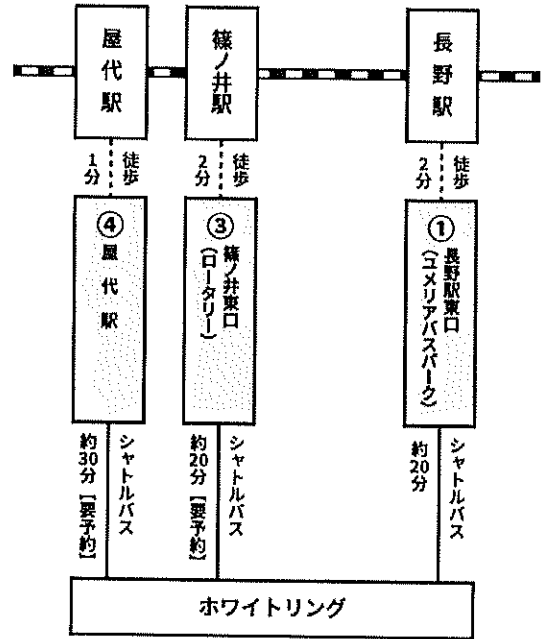 屋代駅
篠ノ井駅
長野駅
徒歩
1分
徒歩
2分
徒歩
2分
④
屋代駅
③
篠ノ井東口
(ロータリー)
①
長野駅東口
(ユメリアバスパーク)
シャトルバス
約30分【要予約】
シャトルバス
約20分【要予約】
シャトルバス
約20分
ホワイトリング